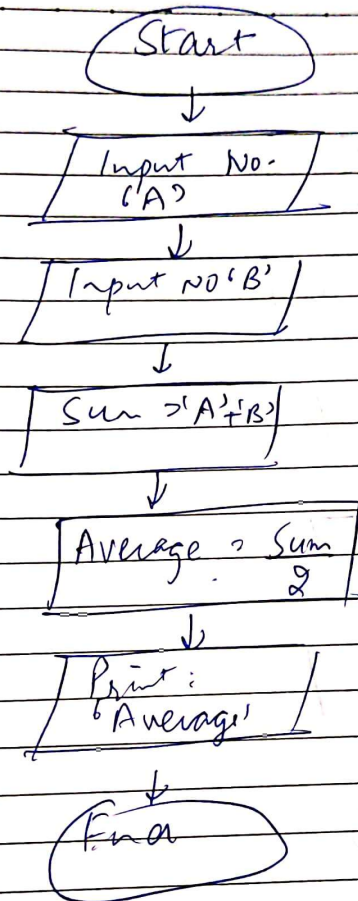 Start
Input No.
'A'
Input NO 'B'
Sum = 'A'+'B'
Average = Sum
2
Print:
'Average'
End